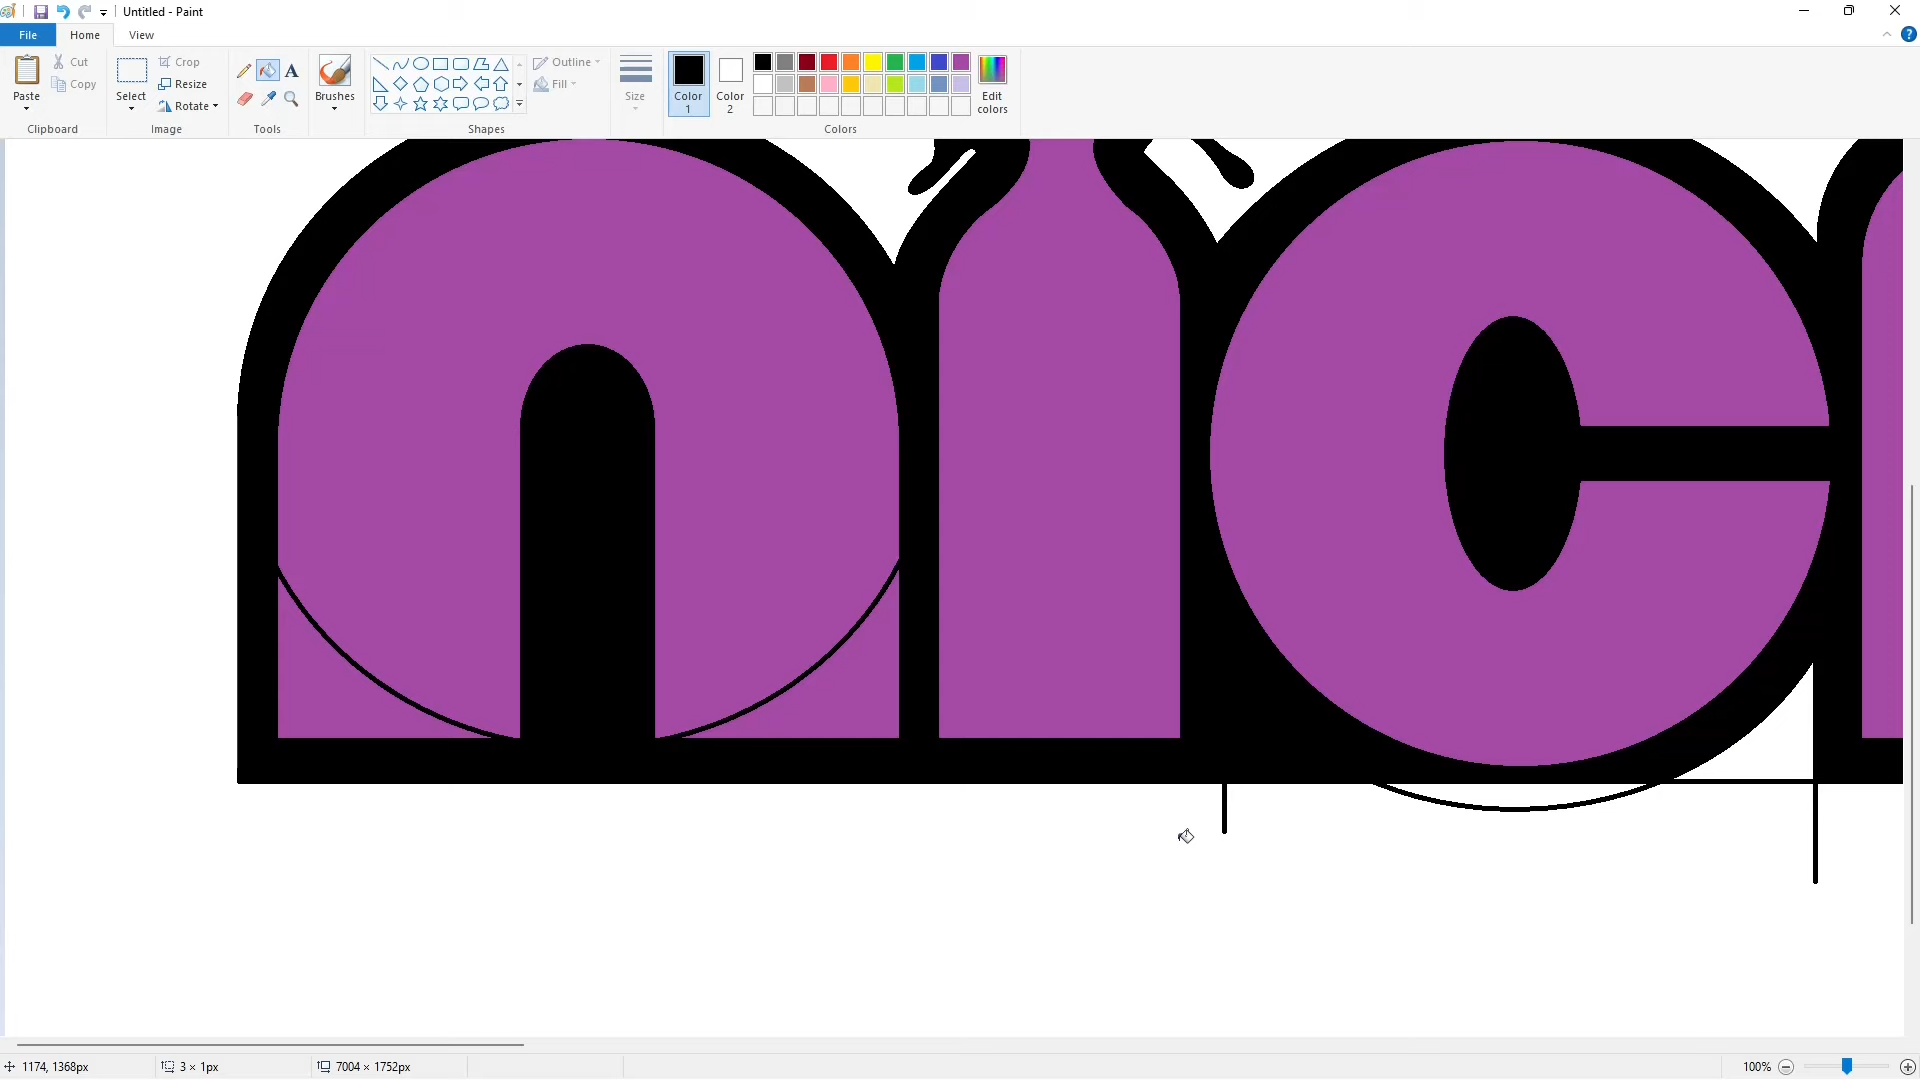 Untitled - Paint
File Home View
Paste
Cut
Copy
Clipboard
Select
Crop
Resize
Rotate
Image
Tools
Brushes
Shapes
Outline
Fill
Size
Color 1
Color 2
Edit colors
Colors
nic
1174, 1368px
3 × 1px
7004 × 1752px
100%